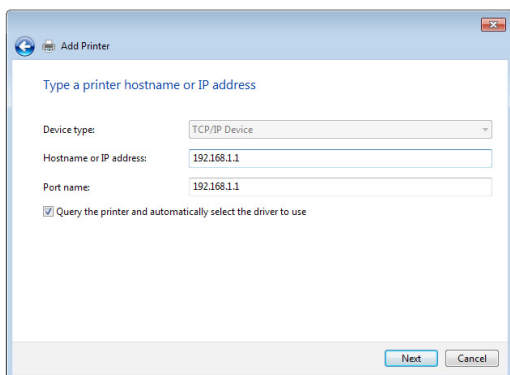 Add Printer
Type a printer hostname or IP address
Device type: TCP/IP Device
Hostname or IP address: 192.168.1.1
Port name: 192.168.1.1
Query the printer and automatically select the driver to use
Next Cancel